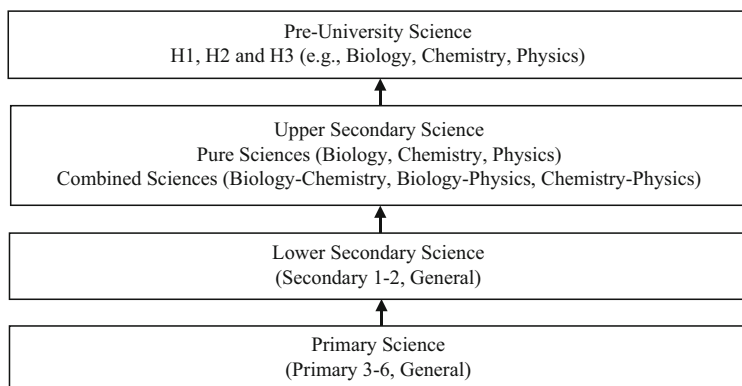 Pre-University Science
H1, H2 and H3 (e.g., Biology, Chemistry, Physics)
Upper Secondary Science
Pure Sciences (Biology, Chemistry, Physics)
Combined Sciences (Biology-Chemistry, Biology-Physics, Chemistry-Physics)
Lower Secondary Science
(Secondary 1-2, General)
Primary Science
(Primary 3-6, General)